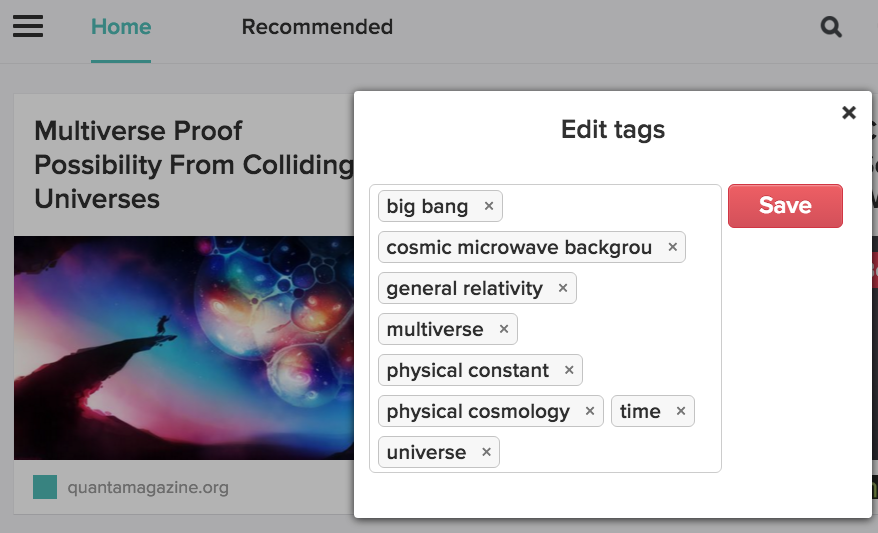 Home
Recommended
Multiverse Proof
Possibility From Colliding
Universes
quantamagazine.org
Edit tags
big bang
cosmic microwave backgrou
general relativity
multiverse
physical constant
physical cosmology time
universe
Save